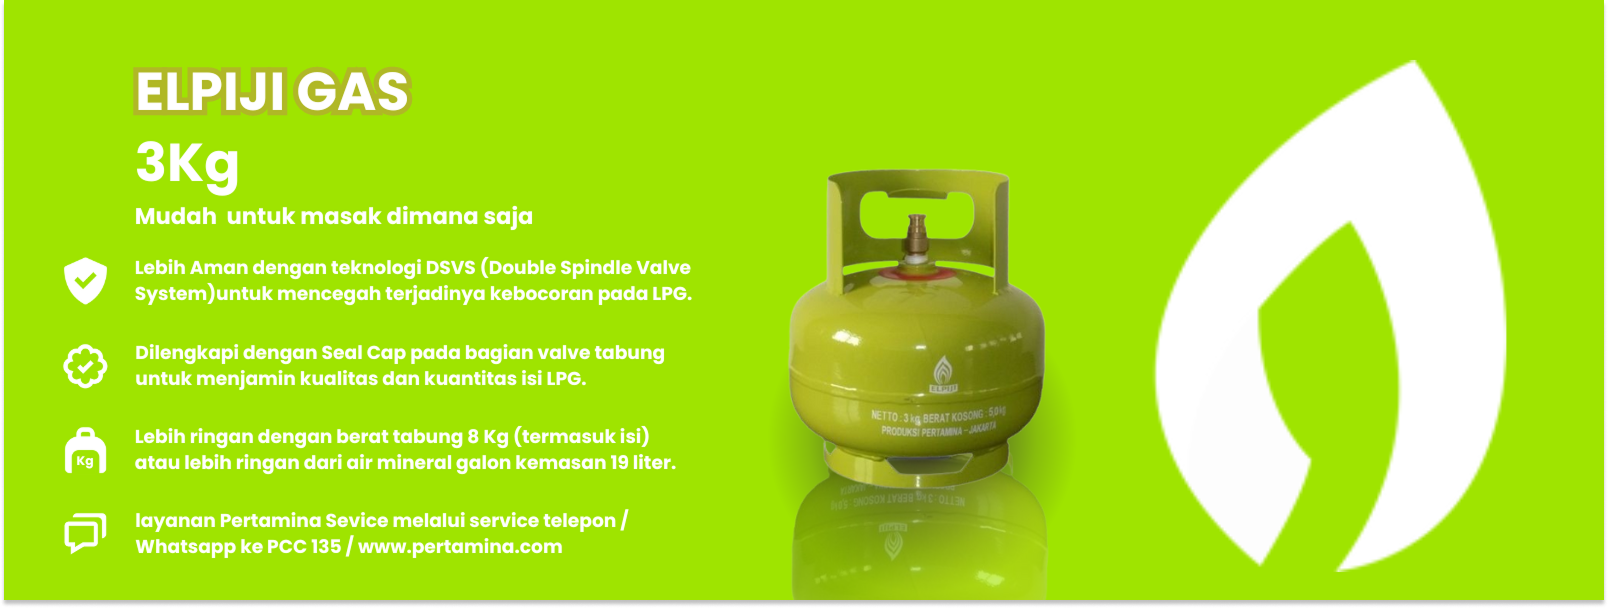 ELPIJI GAS
3Kg
Mudah untuk masak dimana saja
Lebih Aman dengan teknologi DSVS (Double Spindle Valve
System)untuk mencegah terjadinya kebocoran pada LPG.
Dilengkapi dengan Seal Cap pada bagian valve tabung
untuk menjamin kualitas dan kuantitas isi LPG.
Kg
Lebih ringan dengan berat tabung 8 Kg (termasuk isi)
atau lebih ringan dari air mineral galon kemasan 19 liter.
layanan Pertamina Sevice melalui service telepon /
Whatsapp ke PCC 135 / www.pertamina.com
ELPIJI
NETTO : 3 kg BERAT KOSONG : 5,0 kg
PRODUKSI PERTAMINA - JAKARTA